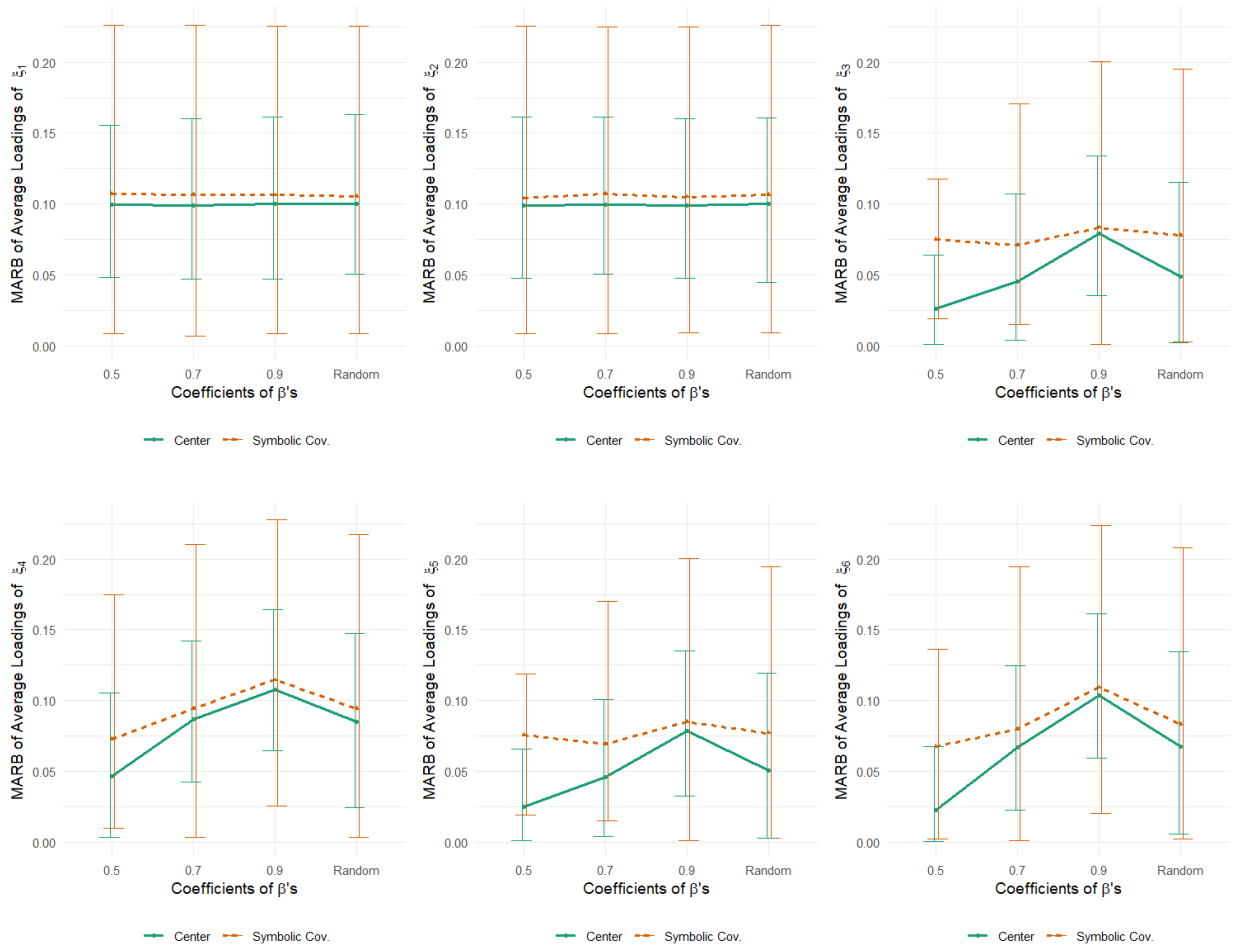 MARB of Average Loadings of ξ1
0.20
0.15
0.10
0.05
0.00
0.5 0.7 0.9 Random
Coefficients of β's
Center Symbolic Cov.
MARB of Average Loadings of ξ2
0.20
0.15
0.10
0.05
0.00
0.5 0.7 0.9 Random
Coefficients of β's
Center Symbolic Cov.
MARB of Average Loadings of ξ3
0.20
0.15
0.10
0.05
0.00
0.5 0.7 0.9 Random
Coefficients of β's
Center Symbolic Cov.
MARB of Average Loadings of ξ4
0.20
0.15
0.10
0.05
0.00
0.5 0.7 0.9 Random
Coefficients of β's
Center Symbolic Cov.
MARB of Average Loadings of ξ5
0.20
0.15
0.10
0.05
0.00
0.5 0.7 0.9 Random
Coefficients of β's
Center Symbolic Cov.
MARB of Average Loadings of ξ6
0.20
0.15
0.10
0.05
0.00
0.5 0.7 0.9 Random
Coefficients of β's
Center Symbolic Cov.